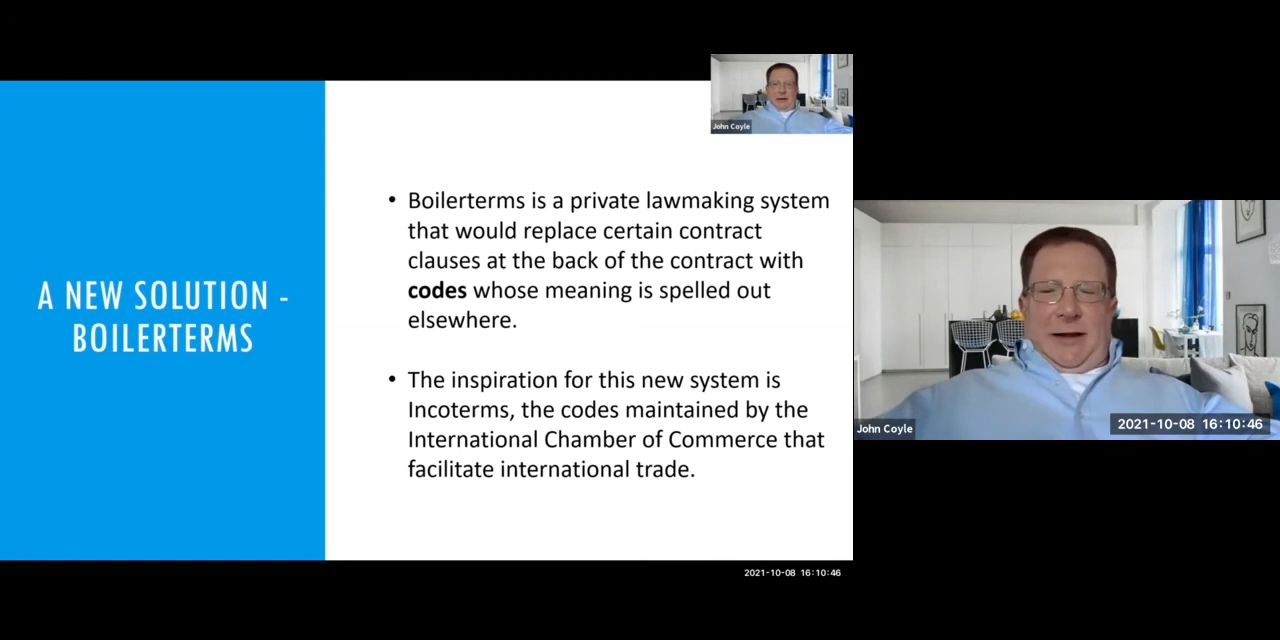 John Coyle
A NEW SOLUTION -
BOILERTERMS
• Boilerterms is a private lawmaking system
that would replace certain contract
clauses at the back of the contract with
codes whose meaning is spelled out
elsewhere.
• The inspiration for this new system is
Incoterms, the codes maintained by the
International Chamber of Commerce that
facilitate international trade.
John Coyle
2021-10-08 16:10:46
2021-10-08 16:10:46